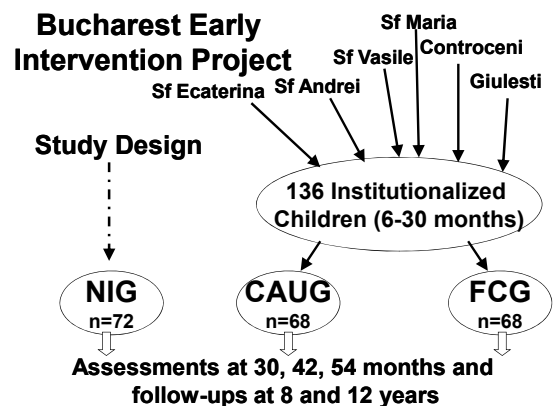 Bucharest Early
Intervention Project
Sf Ecaterina
Sf Andrei
Sf Vasile
Sf Maria
Controceni
Giulesti
Study Design
136 Institutionalized
Children (6-30 months)
NIG
n=72
CAUG
n=68
FCG
n=68
Assessments at 30, 42, 54 months and
follow-ups at 8 and 12 years